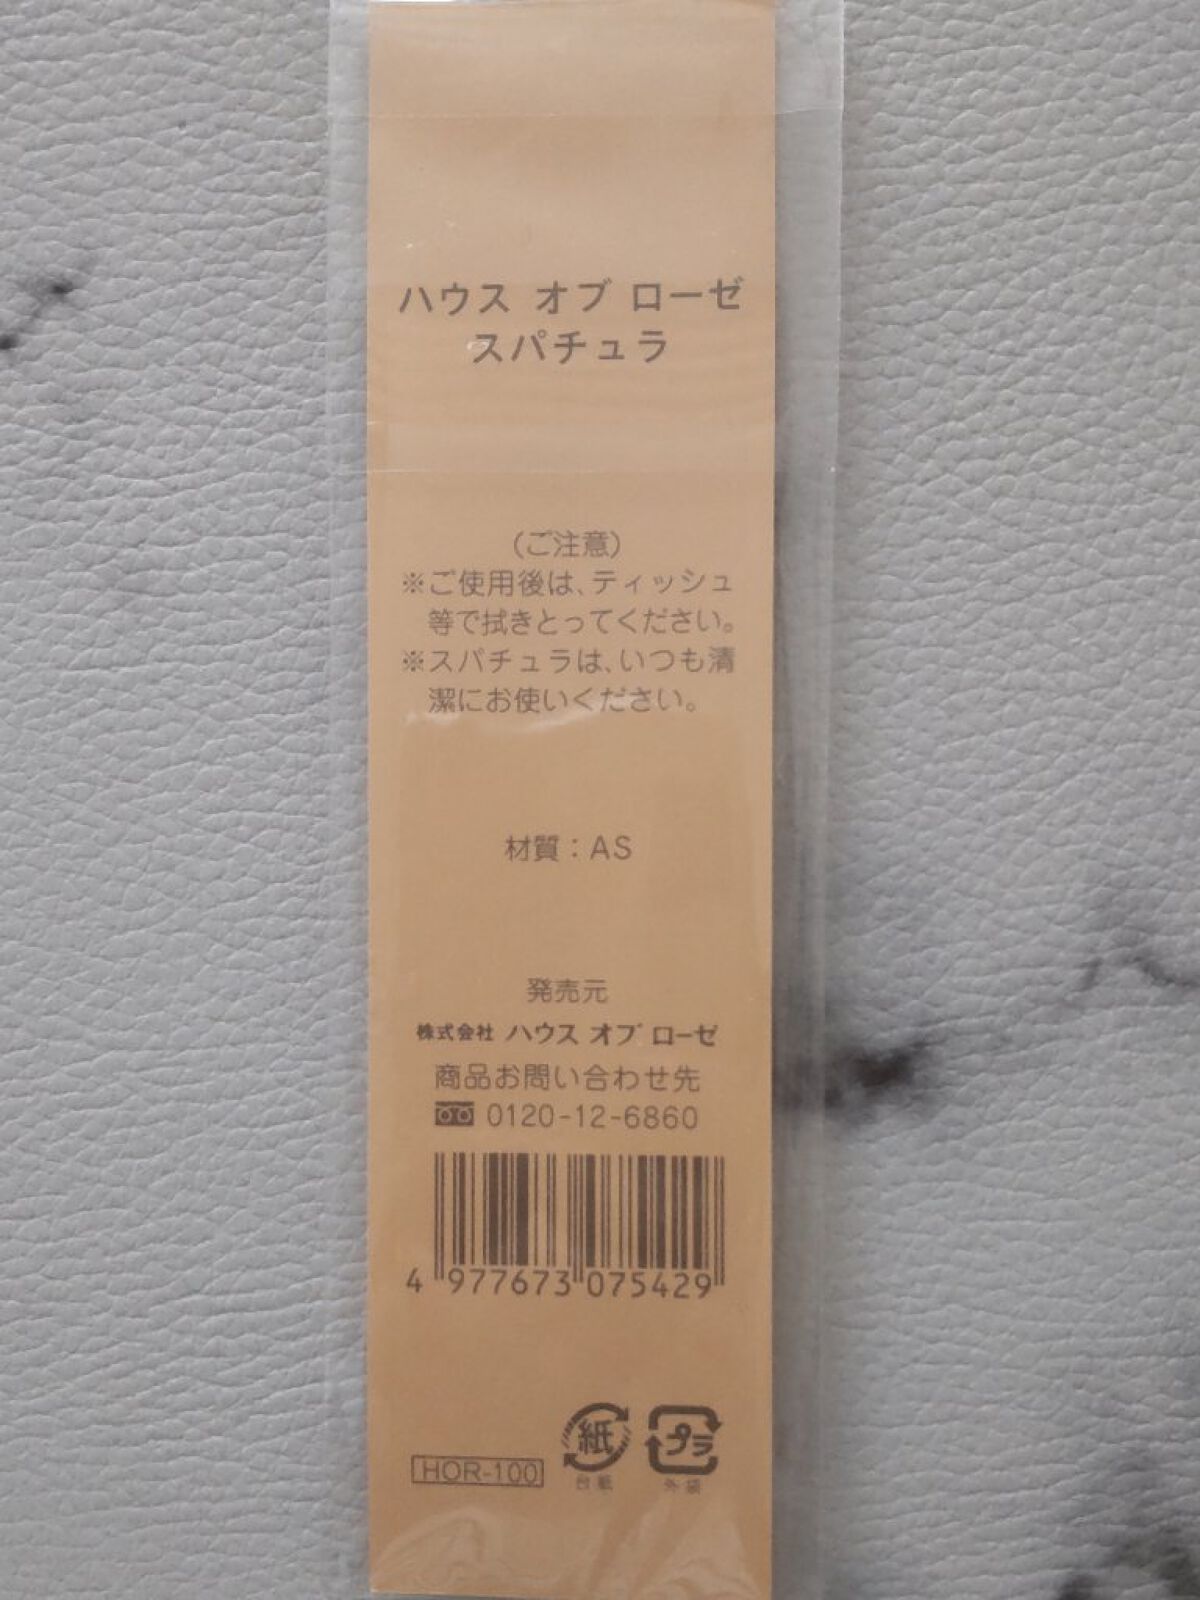 ハウス オブ ローゼ
スパチュラ
(ご注意)
※ご使用後は、ティッシュ
等で拭きとってください。
※スパチュラは、いつも清
潔にお使いください。
材質：AS
発売元
株式会社 ハウス オブ ローゼ
商品お問い合わせ先
0120-12-6860
4 977673 075429
紙 プラ
HOR-100
台紙 外袋